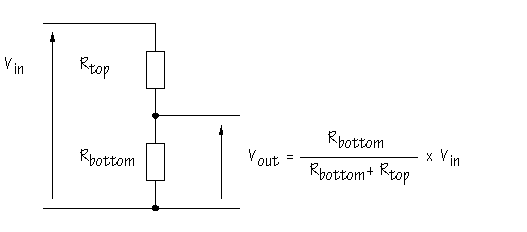 Vin
Rtop
Rbottom
Vout = Rbottom / Rbottom + Rtop x Vin